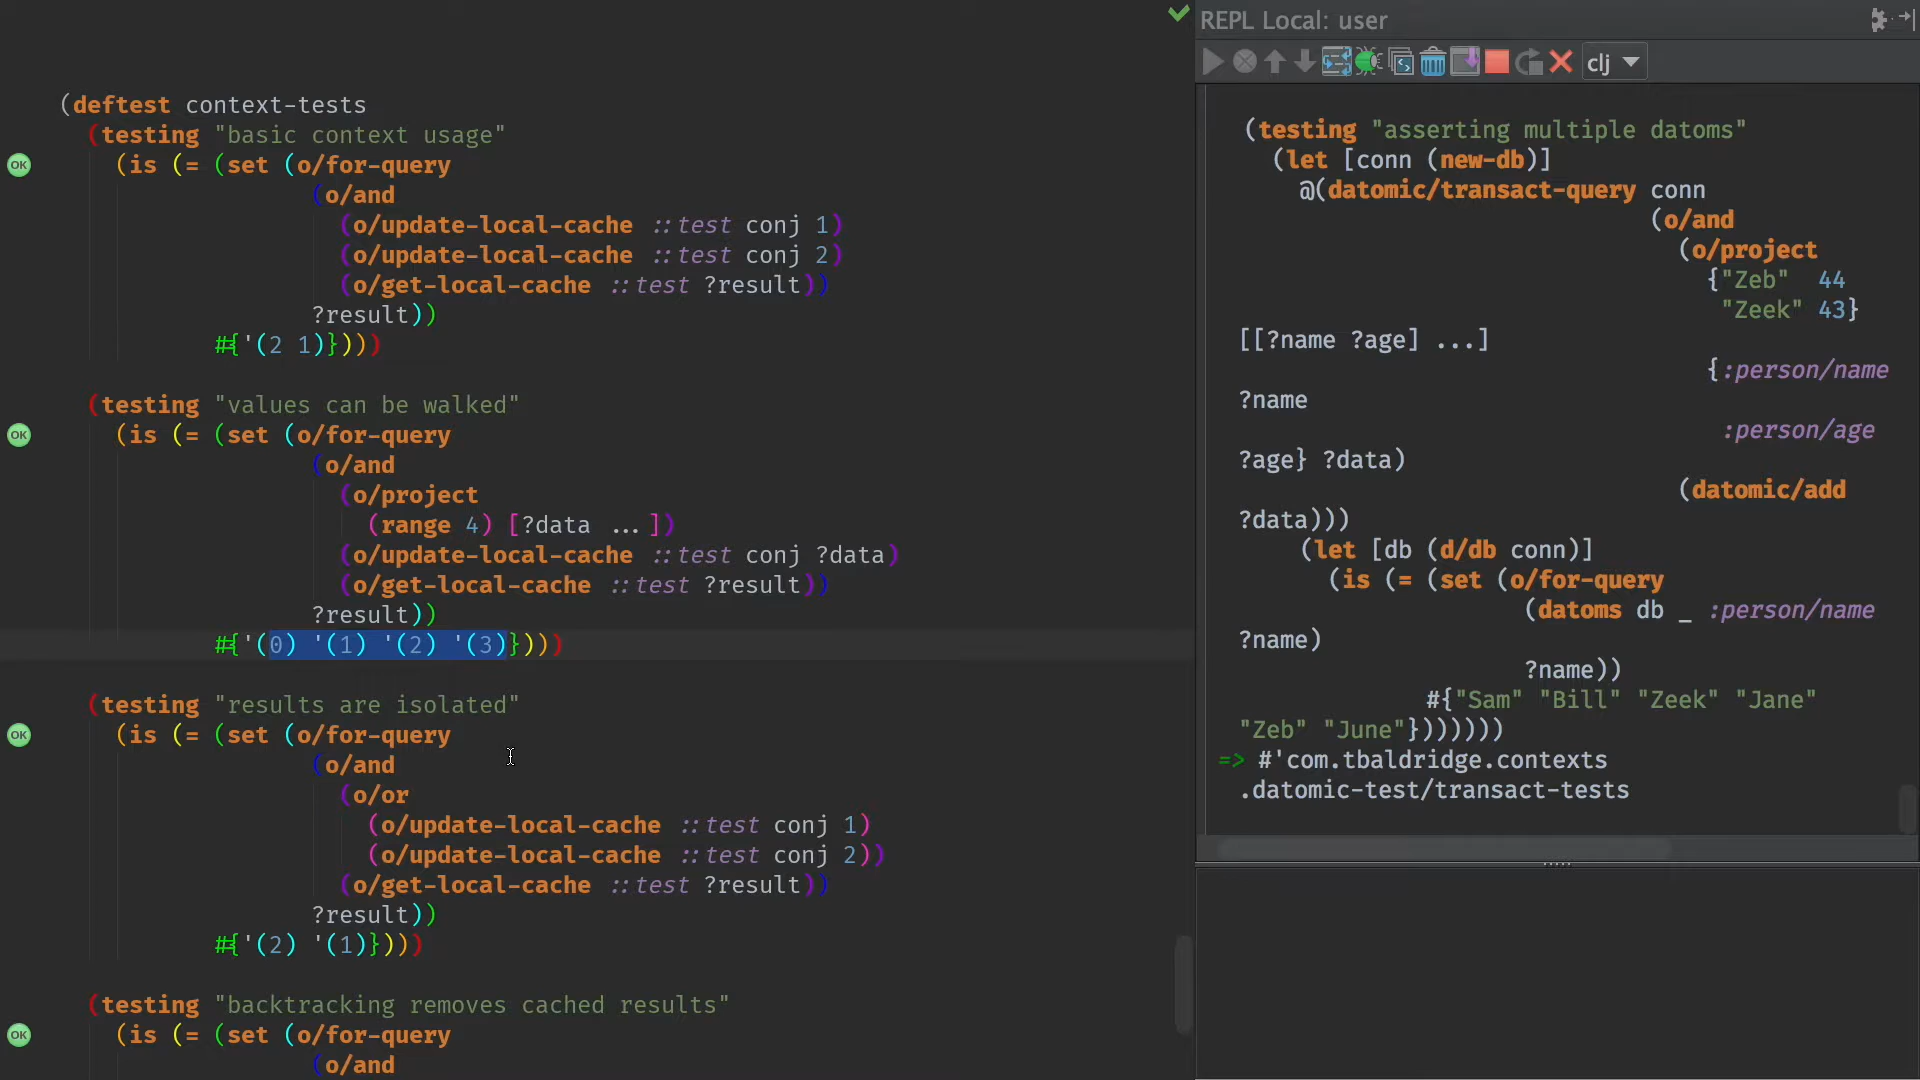 (deftest context-tests
(testing "basic context usage"
OK
(is (= (set (o/for-query
(o/and
(o/update-local-cache ::test conj 1)
(o/update-local-cache ::test conj 2)
(o/get-local-cache ::test ?result))
?result))
#{'(2 1)})))
(testing "values can be walked"
OK
(is (= (set (o/for-query
(o/and
(o/project
(range 4) [?data ...])
(o/update-local-cache ::test conj ?data)
(o/get-local-cache ::test ?result))
?result))
#{'(0) '(1) '(2) '(3)})))
(testing "results are isolated"
OK
(is (= (set (o/for-query
(o/and
(o/or
(o/update-local-cache ::test conj 1)
(o/update-local-cache ::test conj 2))
(o/get-local-cache ::test ?result))
?result))
#{'(2) '(1)})))
(testing "backtracking removes cached results"
OK
(is (= (set (o/for-query
(o/and
REPL Local: user
clj
(testing "asserting multiple datoms"
(let [conn (new-db)]
@(datomic/transact-query conn
(o/and
(o/project
{"Zeb" 44
"Zeek" 43}
[[?name ?age] ...]
{:person/name
?name
:person/age
?age} ?data)
(datomic/add
?data)))
(let [db (d/db conn)]
(is (= (set (o/for-query
(datoms db _ :person/name
?name)
?name))
#{"Sam" "Bill" "Zeek" "Jane"
"Zeb" "June"})))))))
=> #'com.tbaldridge.contexts
.datomic-test/transact-tests